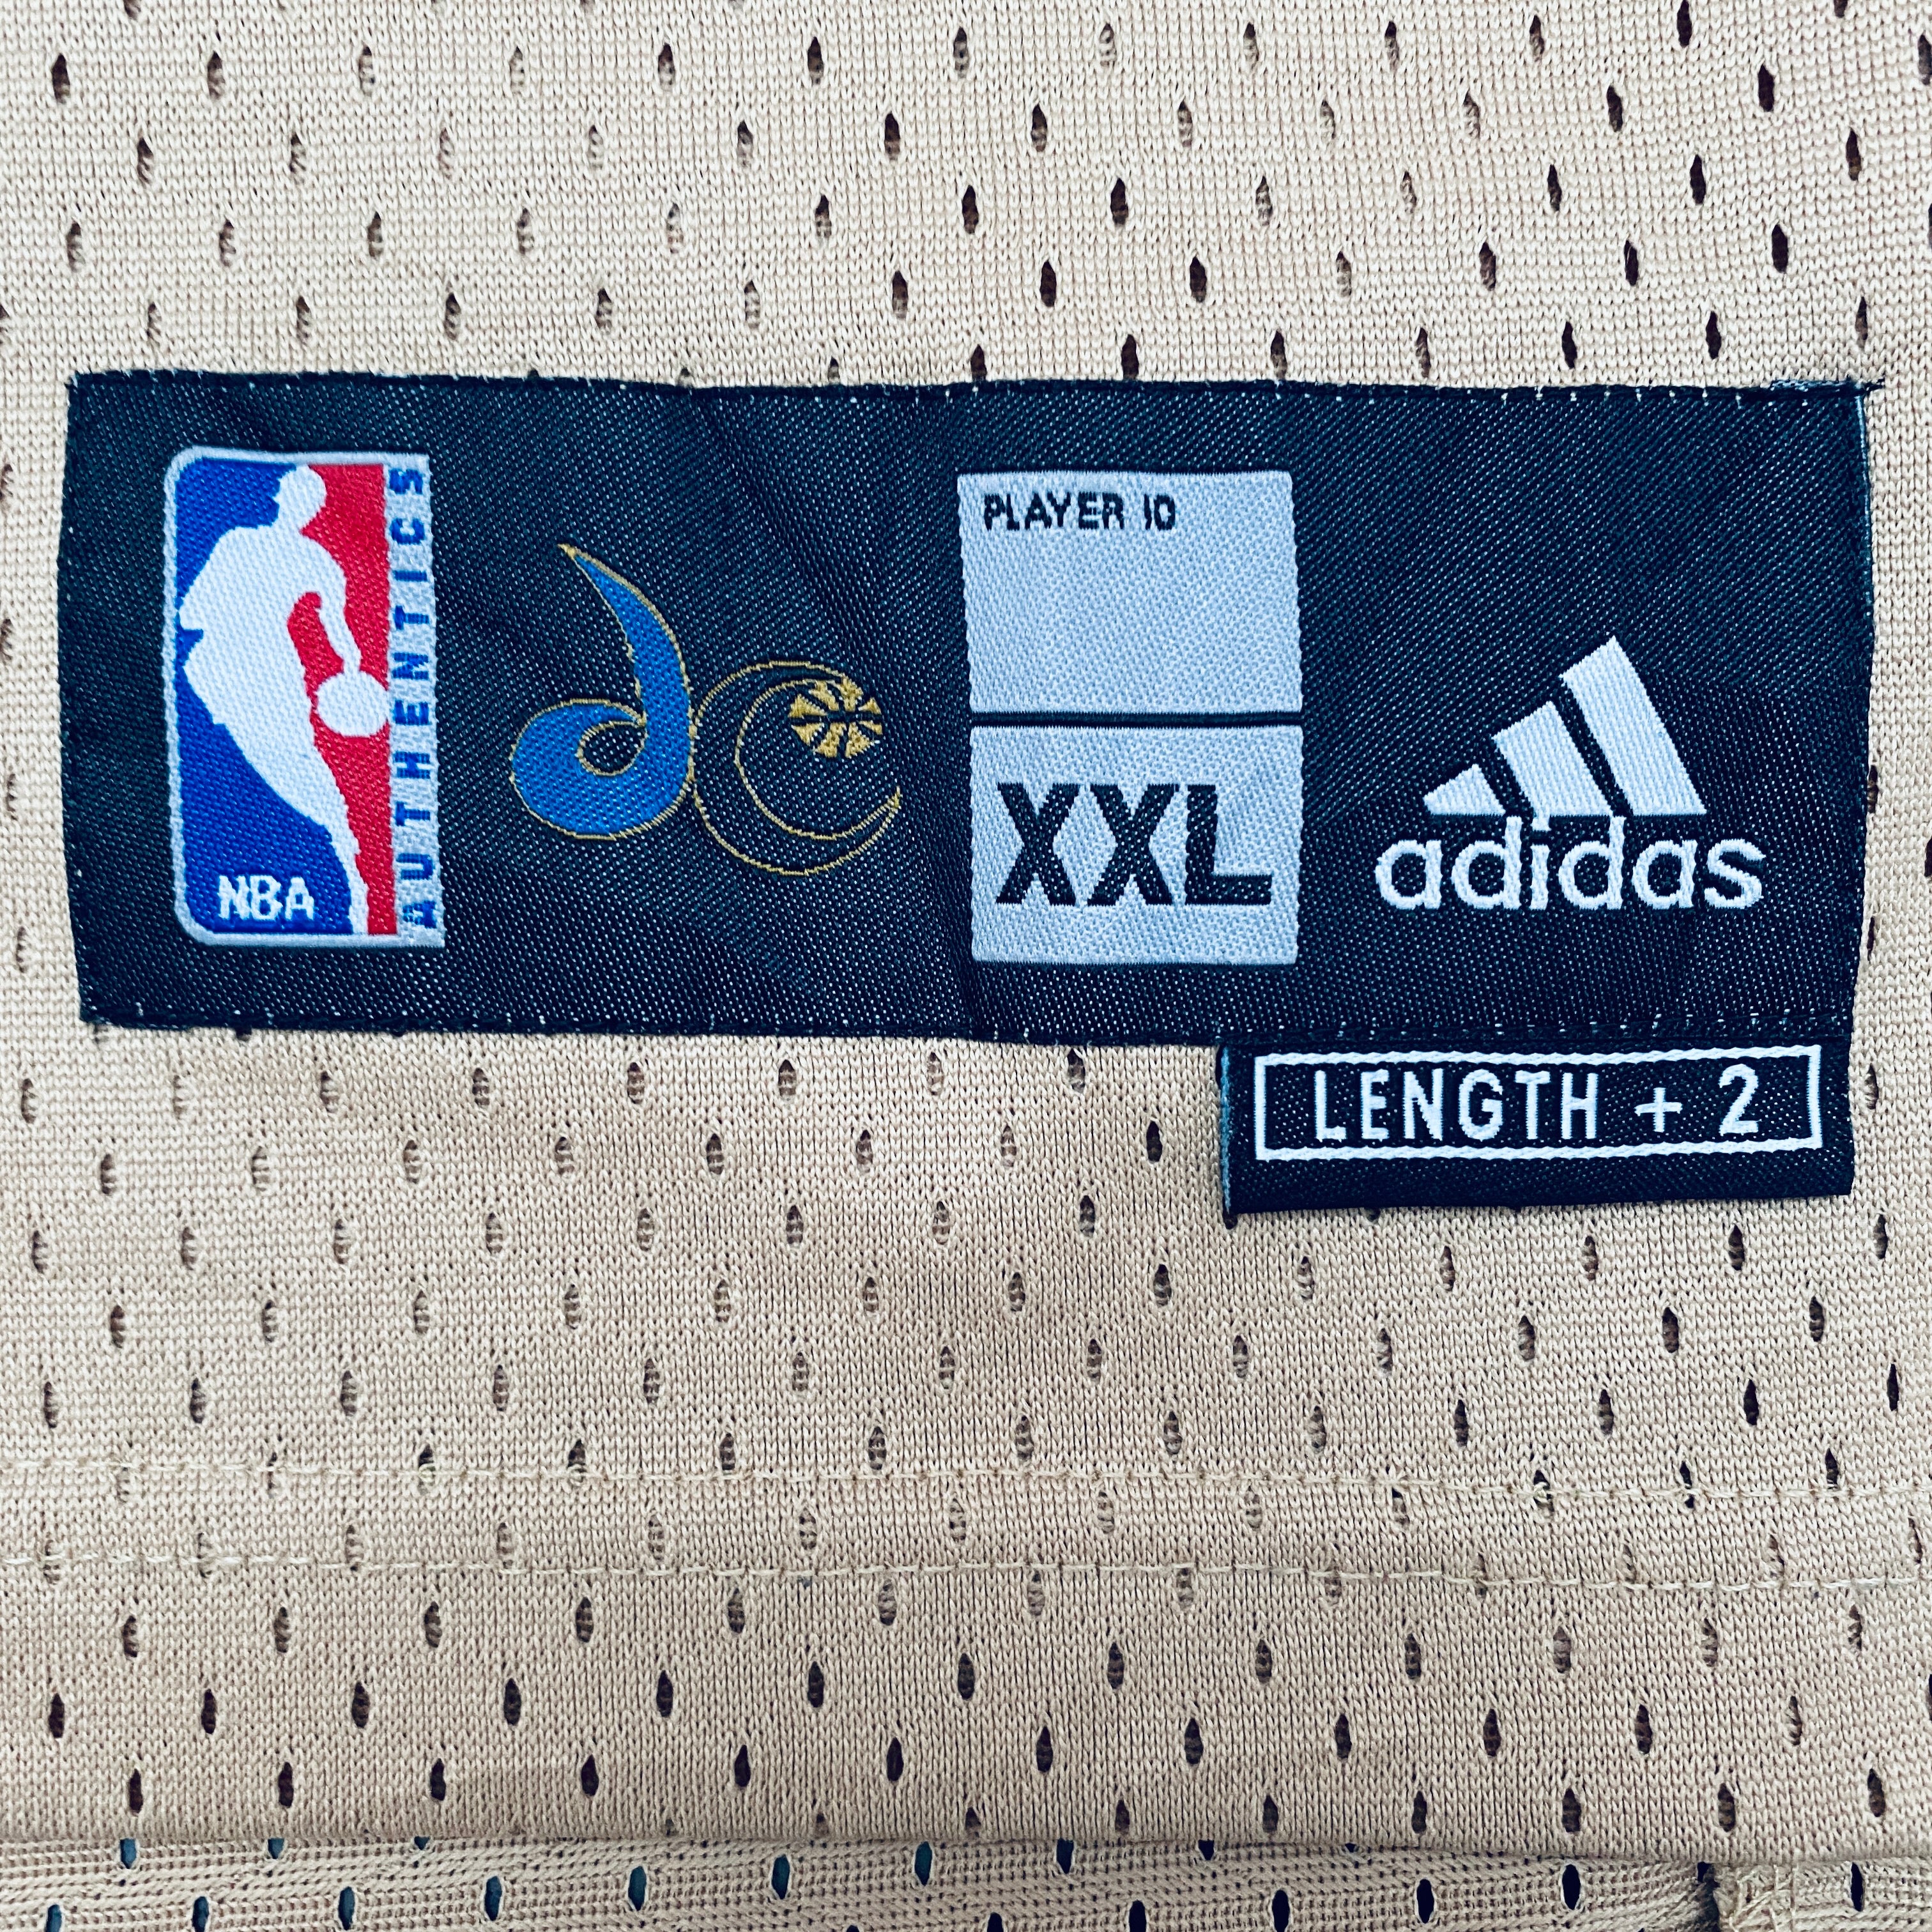 NBA
AUTHENTICS
dc
PLAYER ID
XXL
adidas
LENGTH + 2